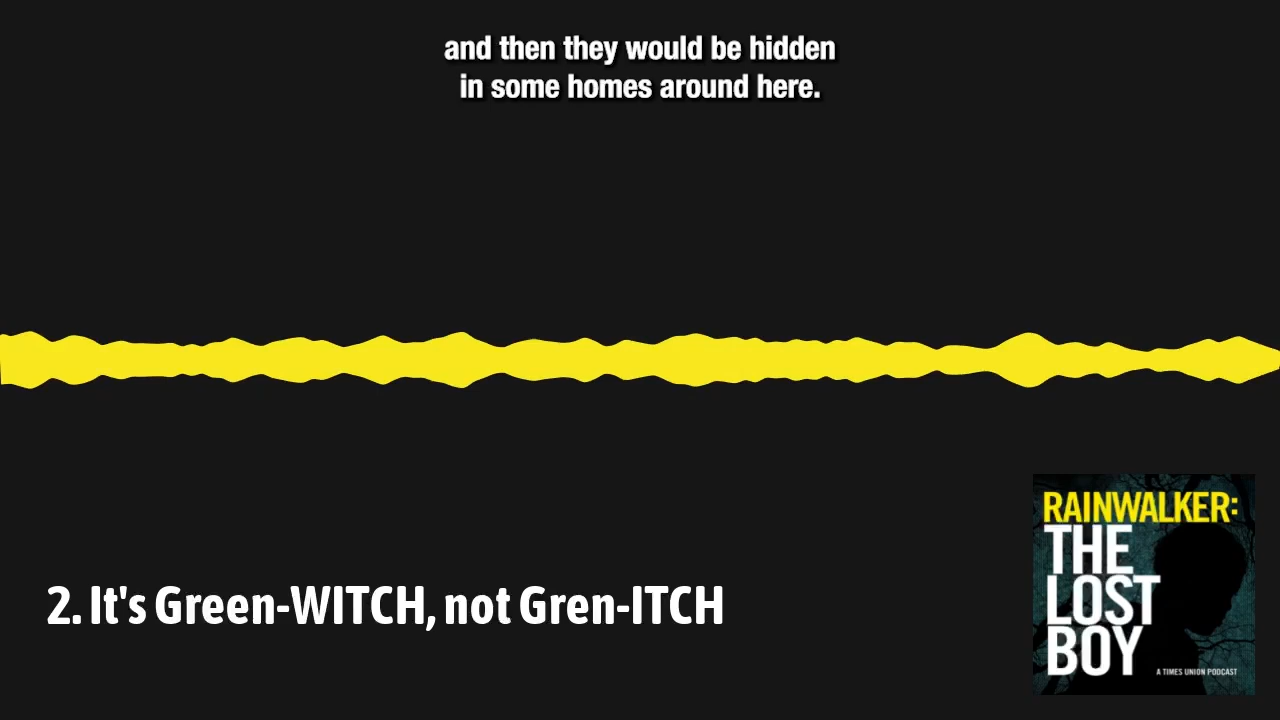 and then they would be hidden
in some homes around here.
RAINWALKER:
THE
LOST
BOY
A TIMES UNION PODCAST
2. It's Green-WITCH, not Gren-ITCH